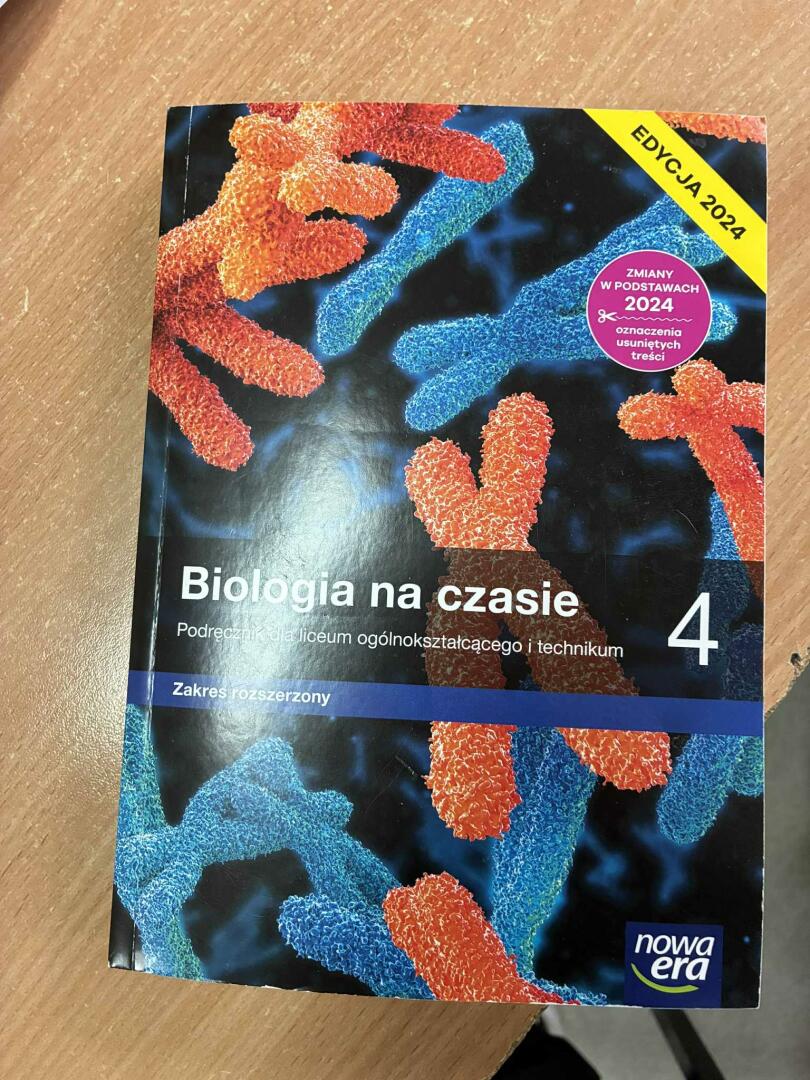 EDYCJA 2024
ZMIANY
W PODSTAWACH
2024
oznaczenia
usuniętych
treści
Biologia na czasie
4
Podręcznik dla liceum ogólnokształcącego i technikum
Zakres rozszerzony
nowa
era